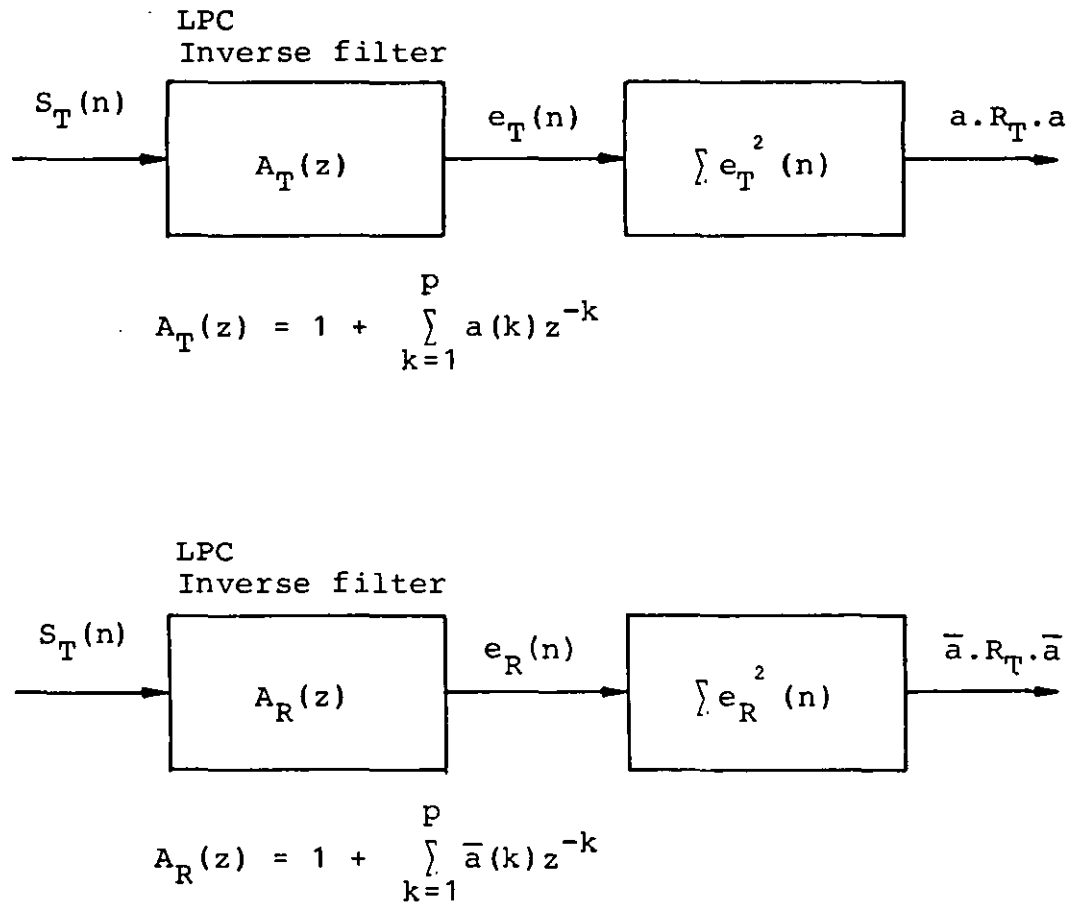 LPC
Inverse filter
S_T(n)
A_T(z)
e_T(n)
∑ e_T^2 (n)
a.R_T.a
A_T(z) = 1 + ∑_{k=1}^{p} a(k)z^{-k}
LPC
Inverse filter
S_T(n)
A_R(z)
e_R(n)
∑ e_R^2 (n)
a̅.R_T.a̅
A_R(z) = 1 + ∑_{k=1}^{p} a̅(k)z^{-k}